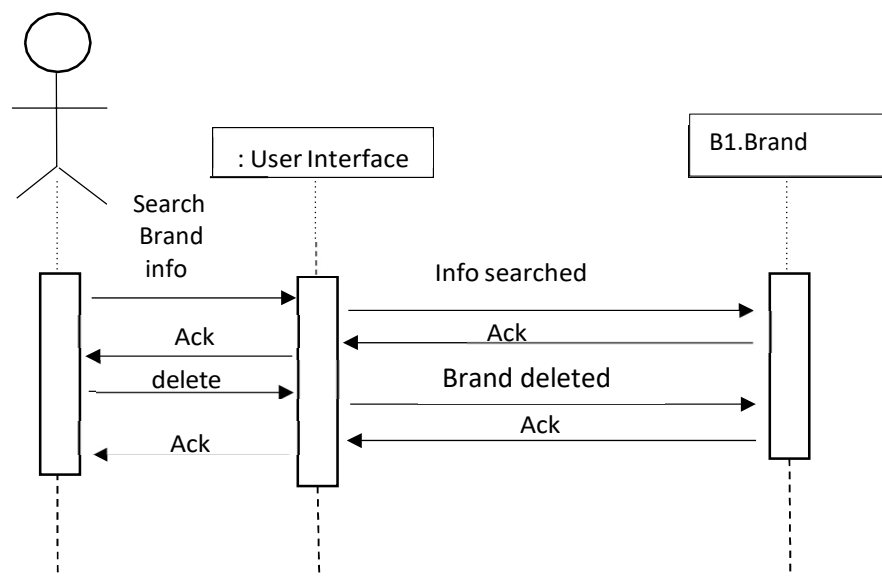 : User Interface
B1.Brand
Search
Brand
info
Info searched
Ack
Ack
delete
Brand deleted
Ack
Ack